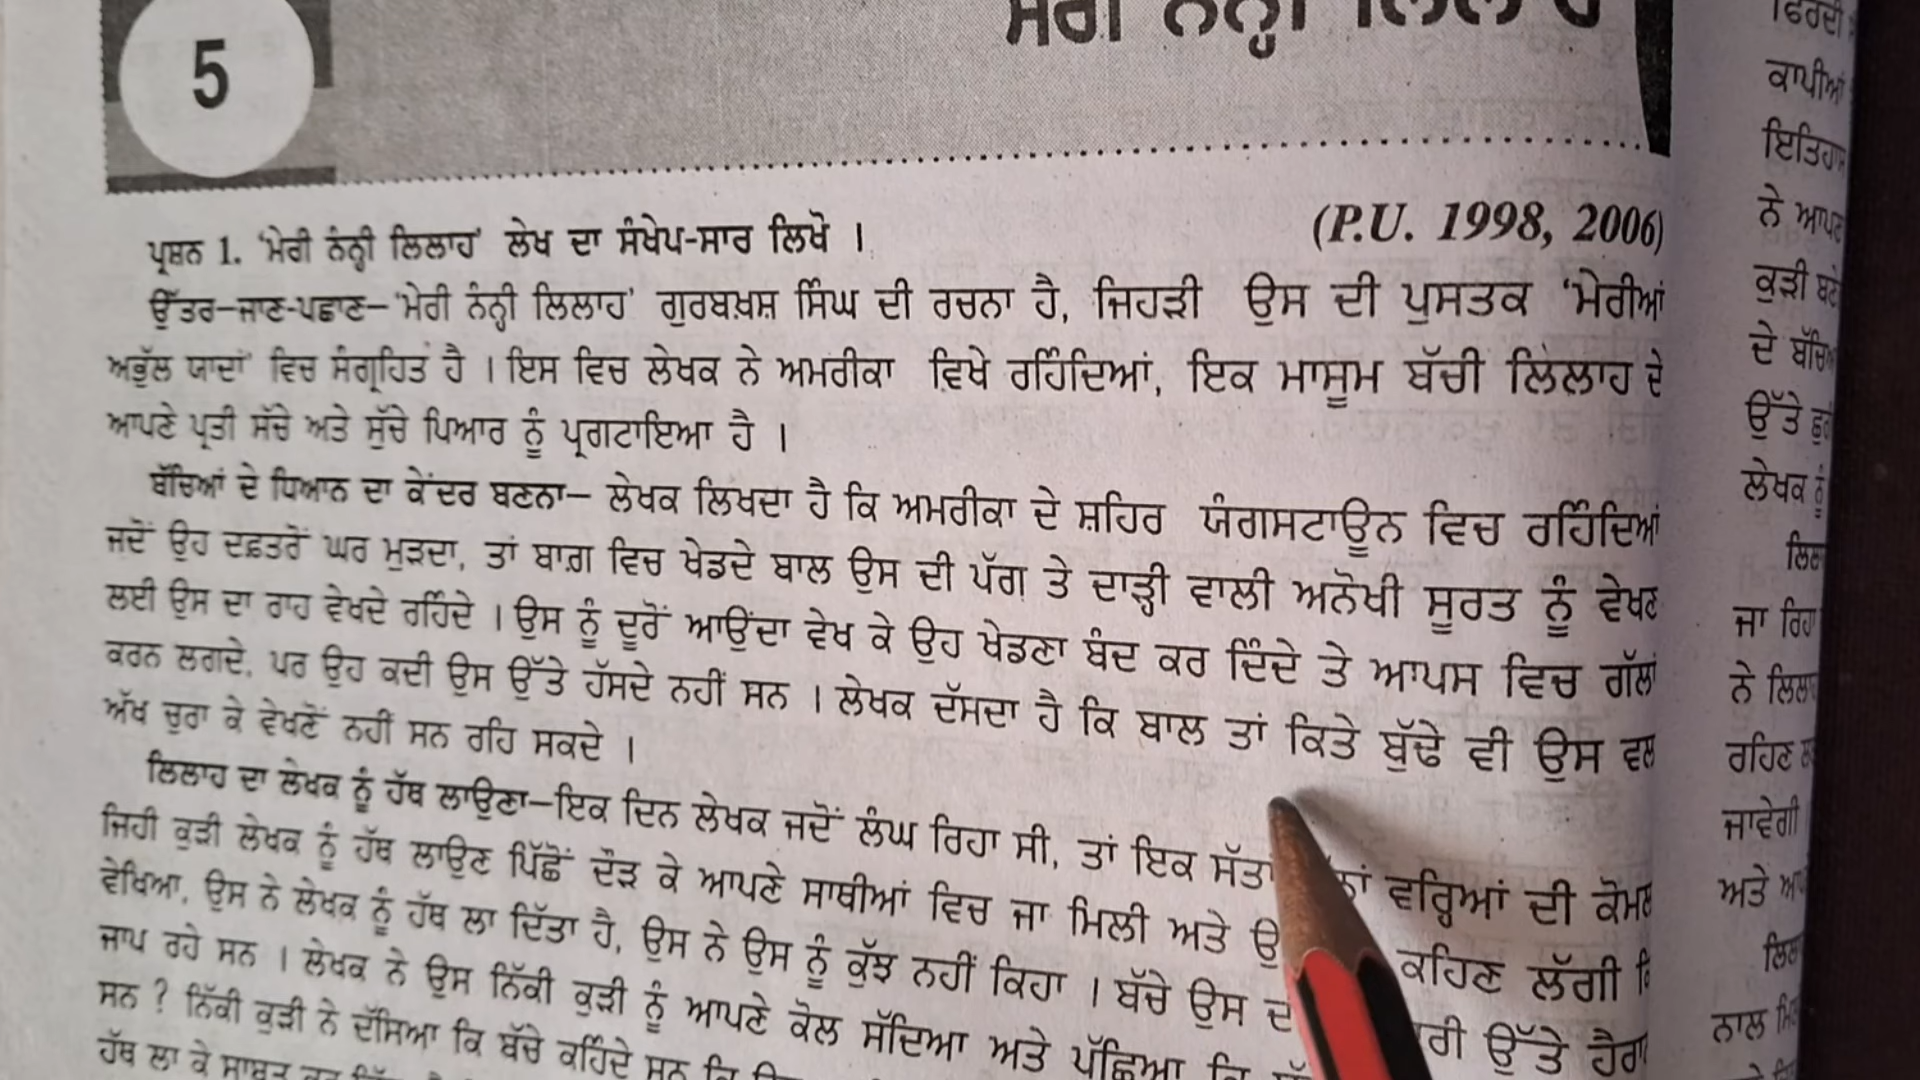 5
ਮੇਰੀ ਨੰਨ੍ਹੀ ਲਿਲਾਹ
ਪ੍ਰਸ਼ਨ 1. 'ਮੇਰੀ ਨੰਨ੍ਹੀ ਲਿਲਾਹ' ਲੇਖ ਦਾ ਸੰਖੇਪ-ਸਾਰ ਲਿਖੋ । (P.U. 1998, 2006)
ਉੱਤਰ—ਜਾਣ-ਪਛਾਣ—'ਮੇਰੀ ਨੰਨ੍ਹੀ ਲਿਲਾਹ' ਗੁਰਬਖ਼ਸ਼ ਸਿੰਘ ਦੀ ਰਚਨਾ ਹੈ, ਜਿਹੜੀ ਉਸ ਦੀ ਪੁਸਤਕ 'ਮੇਰੀਆਂ
ਅਭੁੱਲ ਯਾਦਾਂ' ਵਿਚ ਸੰਗ੍ਰਹਿਤ ਹੈ । ਇਸ ਵਿਚ ਲੇਖਕ ਨੇ ਅਮਰੀਕਾ ਵਿਖੇ ਰਹਿੰਦਿਆਂ, ਇਕ ਮਾਸੂਮ ਬੱਚੀ ਲਿਲਾਹ ਦੇ
ਆਪਣੇ ਪ੍ਰਤੀ ਸੱਚੇ ਅਤੇ ਸੁੱਚੇ ਪਿਆਰ ਨੂੰ ਪ੍ਰਗਟਾਇਆ ਹੈ ।
ਬੱਚਿਆਂ ਦੇ ਧਿਆਨ ਦਾ ਕੇਂਦਰ ਬਣਨਾ— ਲੇਖਕ ਲਿਖਦਾ ਹੈ ਕਿ ਅਮਰੀਕਾ ਦੇ ਸ਼ਹਿਰ ਯੰਗਸਟਾਊਨ ਵਿਚ ਰਹਿੰਦਿਆਂ
ਜਦੋਂ ਉਹ ਦਫ਼ਤਰੋਂ ਘਰ ਮੁੜਦਾ, ਤਾਂ ਬਾਗ਼ ਵਿਚ ਖੇਡਦੇ ਬਾਲ ਉਸ ਦੀ ਪੱਗ ਤੇ ਦਾੜ੍ਹੀ ਵਾਲੀ ਅਨੋਖੀ ਸੂਰਤ ਨੂੰ ਵੇਖਣ
ਲਈ ਉਸ ਦਾ ਰਾਹ ਵੇਖਦੇ ਰਹਿੰਦੇ । ਉਸ ਨੂੰ ਦੂਰੋਂ ਆਉਂਦਾ ਵੇਖ ਕੇ ਉਹ ਖੇਡਣਾ ਬੰਦ ਕਰ ਦਿੰਦੇ ਤੇ ਆਪਸ ਵਿਚ ਗੱਲਾਂ
ਕਰਨ ਲਗਦੇ, ਪਰ ਉਹ ਕਦੀ ਉਸ ਉੱਤੇ ਹੱਸਦੇ ਨਹੀਂ ਸਨ । ਲੇਖਕ ਦੱਸਦਾ ਹੈ ਕਿ ਬਾਲ ਤਾਂ ਕਿਤੇ ਬੁੱਢੇ ਵੀ ਉਸ ਵਲ
ਅੱਖ ਚੁਰਾ ਕੇ ਵੇਖਣੋਂ ਨਹੀਂ ਸਨ ਰਹਿ ਸਕਦੇ ।
ਲਿਲਾਹ ਦਾ ਲੇਖਕ ਨੂੰ ਹੱਥ ਲਾਉਣਾ—ਇਕ ਦਿਨ ਲੇਖਕ ਜਦੋਂ ਲੰਘ ਰਿਹਾ ਸੀ, ਤਾਂ ਇਕ ਵਰ੍ਹਿਆਂ ਦੀ ਕੋਮਲ
ਜਿਹੀ ਕੁੜੀ ਲੇਖਕ ਨੂੰ ਹੱਥ ਲਾਉਣ ਪਿੱਛੋਂ ਦੌੜ ਕੇ ਆਪਣੇ ਸਾਥੀਆਂ ਵਿਚ ਜਾ ਮਿਲੀ ਅਤੇ ਕਹਿਣ ਲੱਗੀ
ਵੇਖਿਆ, ਉਸ ਨੇ ਲੇਖਕ ਨੂੰ ਹੱਥ ਲਾ ਦਿੱਤਾ ਹੈ, ਉਸ ਨੇ ਉਸ ਨੂੰ ਕੁੱਝ ਨਹੀਂ ਕਿਹਾ । ਬੱਚੇ ਉਸ ਉੱਤੇ
ਜਾਪ ਰਹੇ ਸਨ । ਲੇਖਕ ਨੇ ਉਸ ਨਿੱਕੀ ਕੁੜੀ ਨੂੰ ਆਪਣੇ ਕੋਲ ਸੱਦਿਆ ਅਤੇ ਪੁੱਛਿਆ ਕਿ
ਸਨ ? ਨਿੱਕੀ ਕੁੜੀ ਨੇ ਦੱਸਿਆ ਕਿ ਬੱਚੇ ਕਹਿੰਦੇ ਸਨ ਕਿ
ਹੱਥ ਲਾ ਕੇ
ਕਾਪੀਆਂ
ਨੇ
ਕੁੜੀ
ਦੇ
ਉੱਤੇ
ਲੇਖਕ ਨੂੰ
ਜਾ ਰਿਹਾ
ਨੇ
ਰਹਿਣ
ਜਾਵੇਗੀ
ਅਤੇ
ਨਾਲ